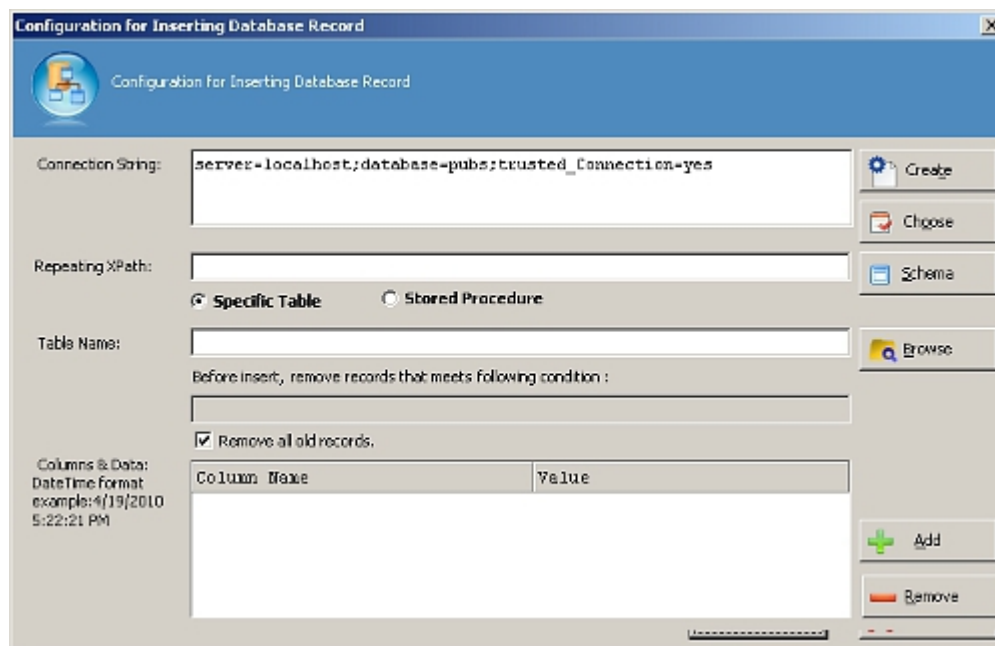 Configuration for Inserting Database Record
Configuration for Inserting Database Record
Connection String:
server=localhost;database=pubs;trusted_Connection=yes
Create
Choose
Repeating XPath:
Schema
Specific Table
Stored Procedure
Table Name:
Browse
Before insert, remove records that meets following condition :
Remove all old records.
Columns & Data:
DateTime format
example:4/19/2010
5:22:21 PM
Column Name
Value
Add
Remove